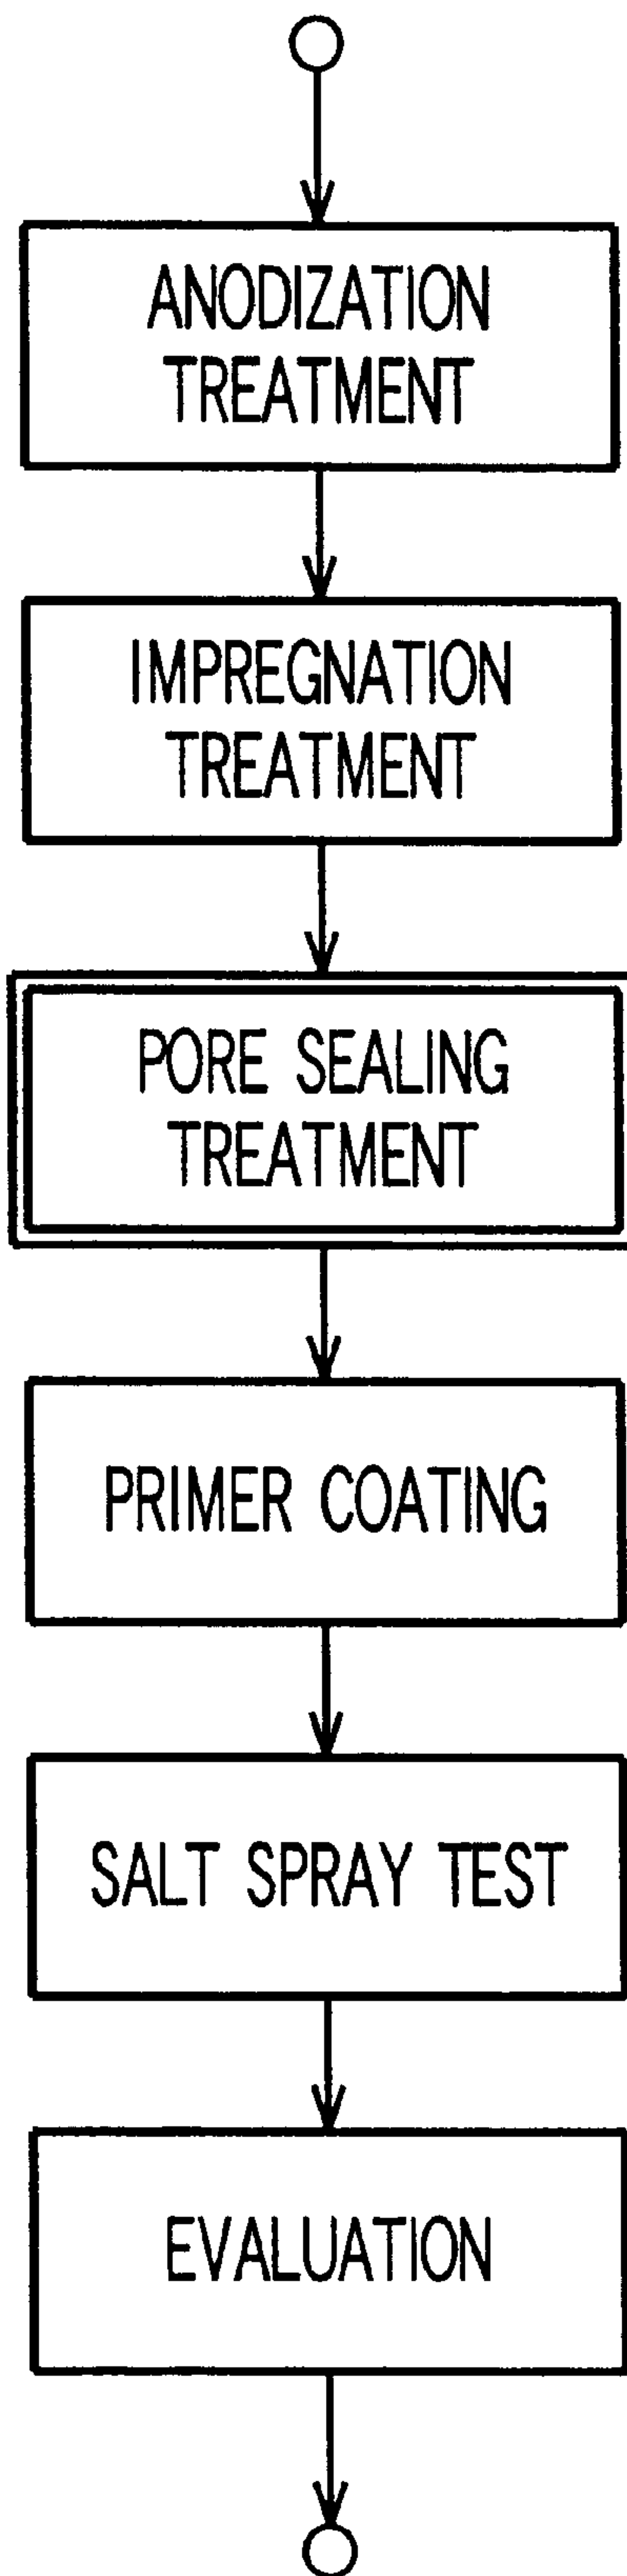 ANODIZATION
TREATMENT
IMPREGNATION
TREATMENT
PORE SEALING
TREATMENT
PRIMER COATING
SALT SPRAY TEST
EVALUATION